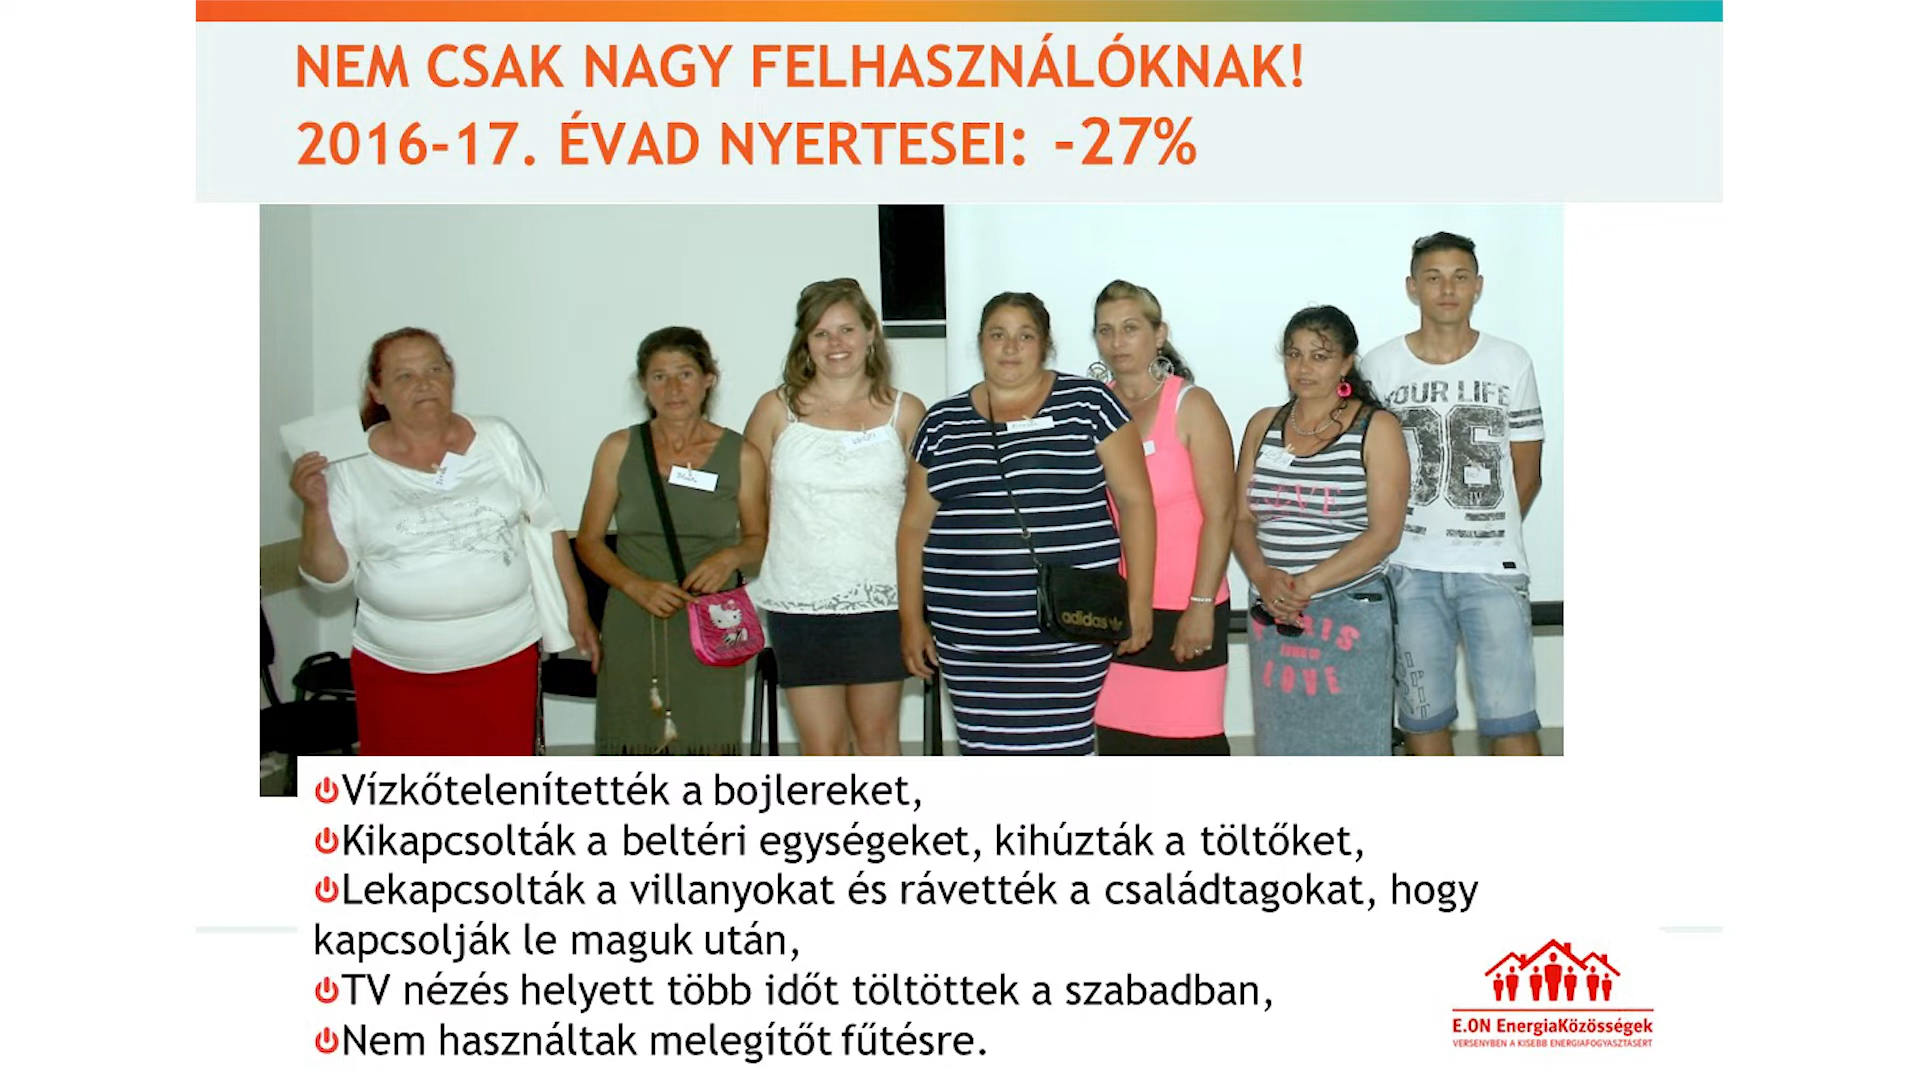 NEM CSAK NAGY FELHASZNÁLÓKNAK!
2016-17. ÉVAD NYERTESEI: -27%
YOUR LIFE
06
LOVE
adidas
LOVE
Vízkőtelenítették a bojlereket,
Kikapcsolták a beltéri egységeket, kihúzták a töltőket,
Lekapcsolták a villanyokat és rávették a családtagokat, hogy
kapcsolják le maguk után,
TV nézés helyett több időt töltöttek a szabadban,
Nem használtak melegítőt fűtésre.
E.ON EnergiaKözösségek
VERSENYBEN A KISEBB ENERGIAFOGYASZTÁSÉRT